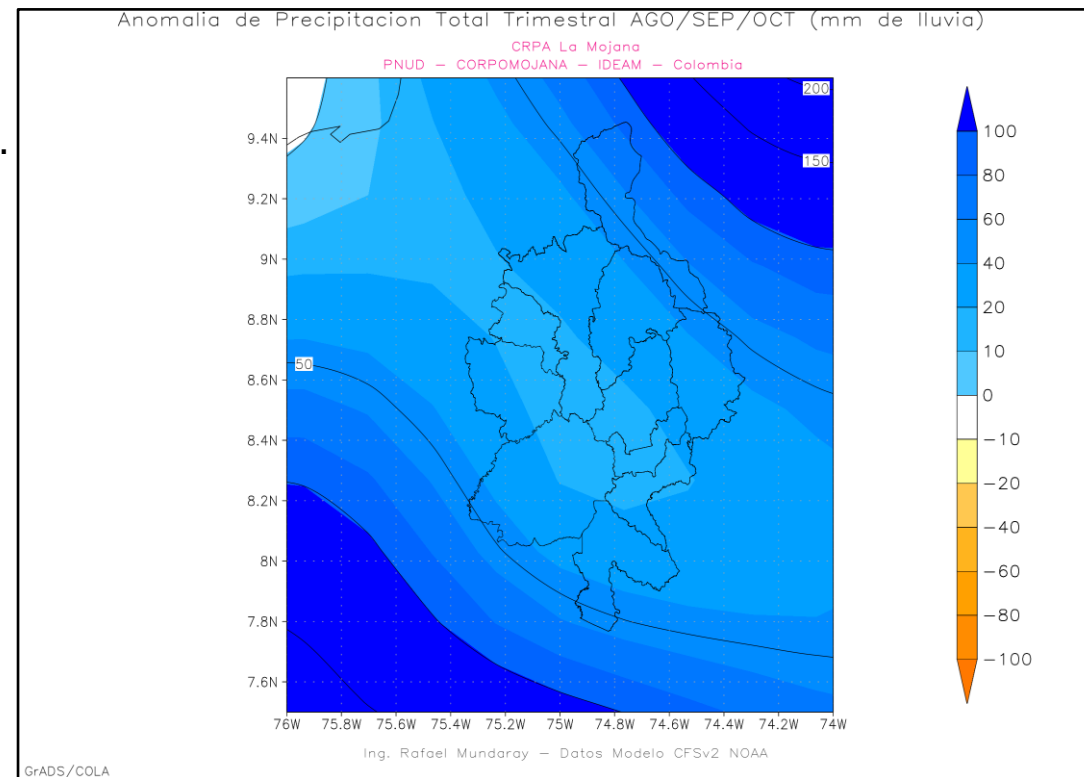 Anomalia de Precipitacion Total Trimestral AGO/SEP/OCT (mm de lluvia)
CRPA La Mojana
PNUD – CORPOMOJANA – IDEAM – Colombia
.
200
150
50
9.4N
9.2N
9N
8.8N
8.6N
8.4N
8.2N
8N
7.8N
7.6N
76W 75.8W 75.6W 75.4W 75.2W 75W 74.8W 74.6W 74.4W 74.2W 74W
100
80
60
40
20
10
0
−10
−20
−40
−60
−80
−100
Ing. Rafael Mundaray – Datos Modelo CFSv2 NOAA
GrADS/COLA